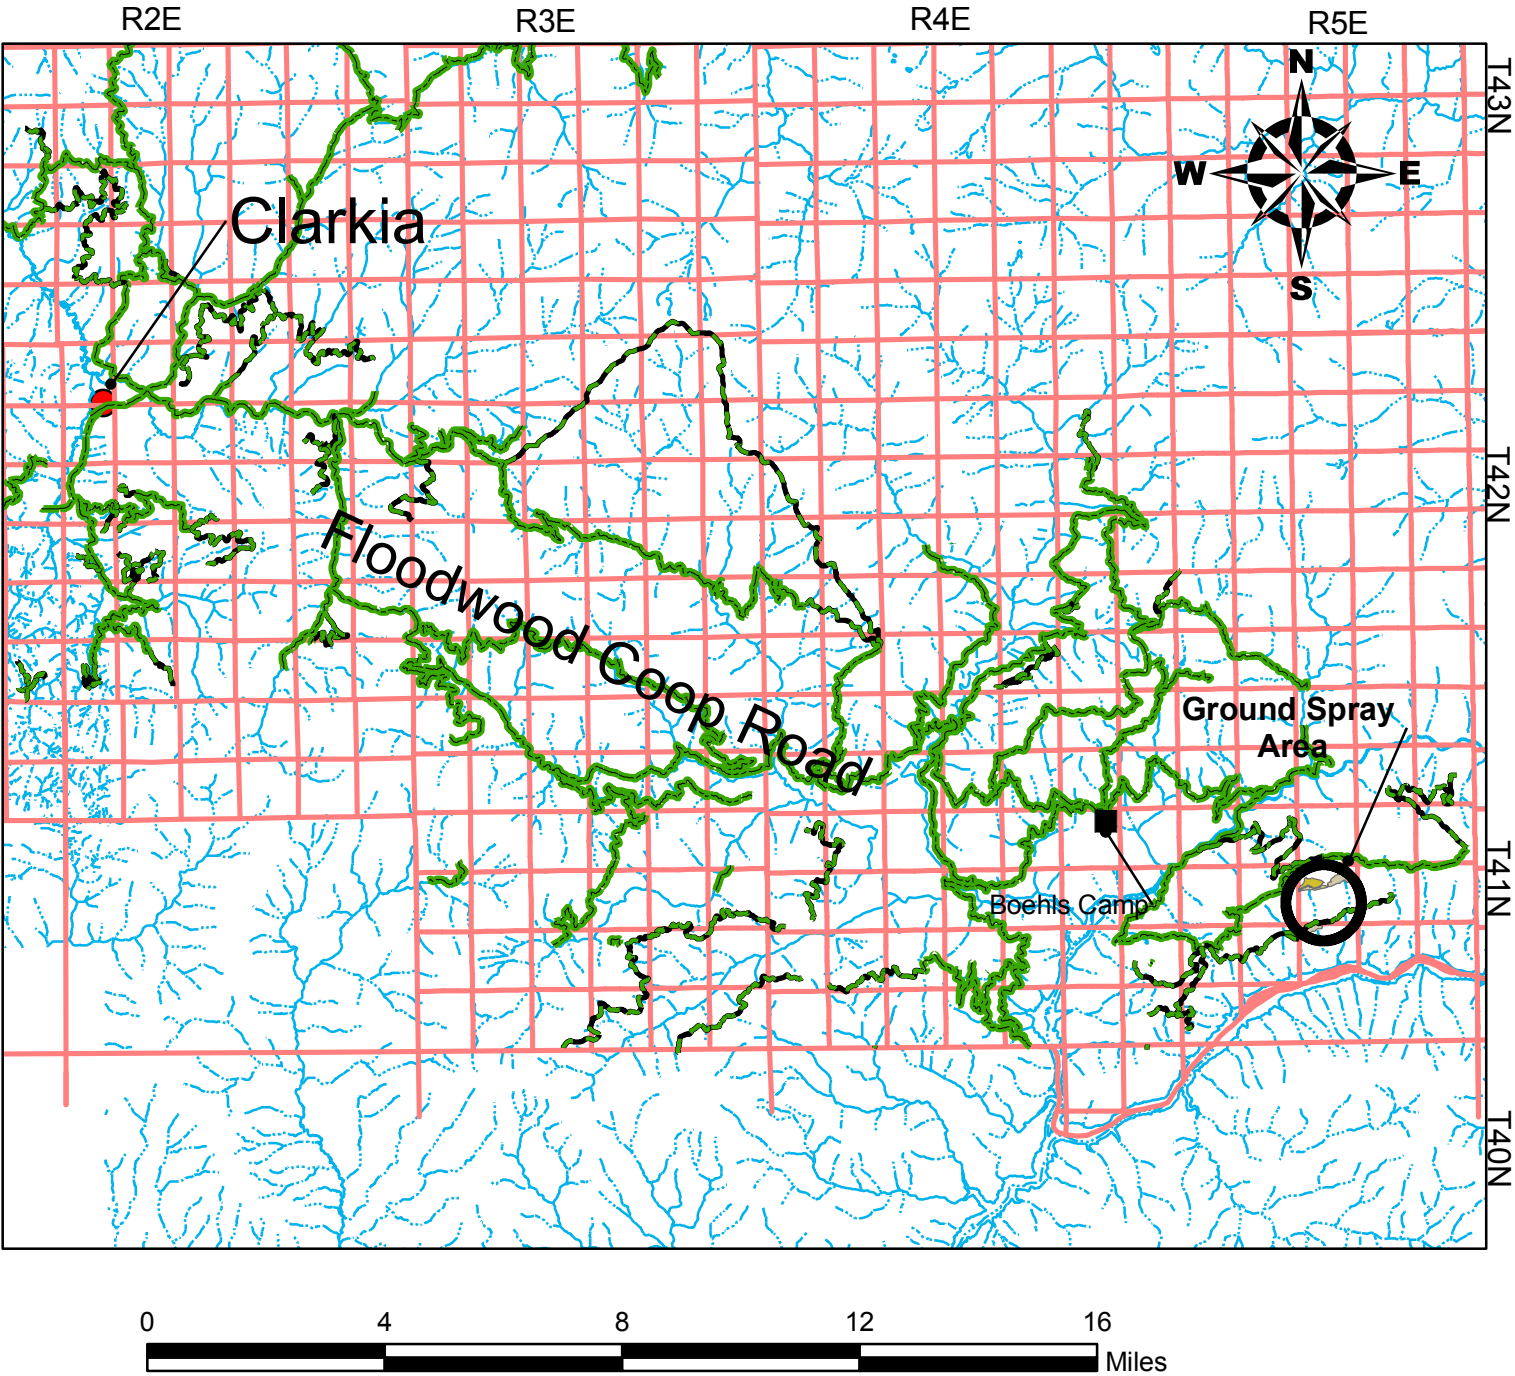 R2E R3E R4E R5E
T43N
N
W E
S
Clarkia
T42N
Floodwood Coop Road
Ground Spray
Area
T41N
Boehls Camp
T40N
0 4 8 12 16
Miles